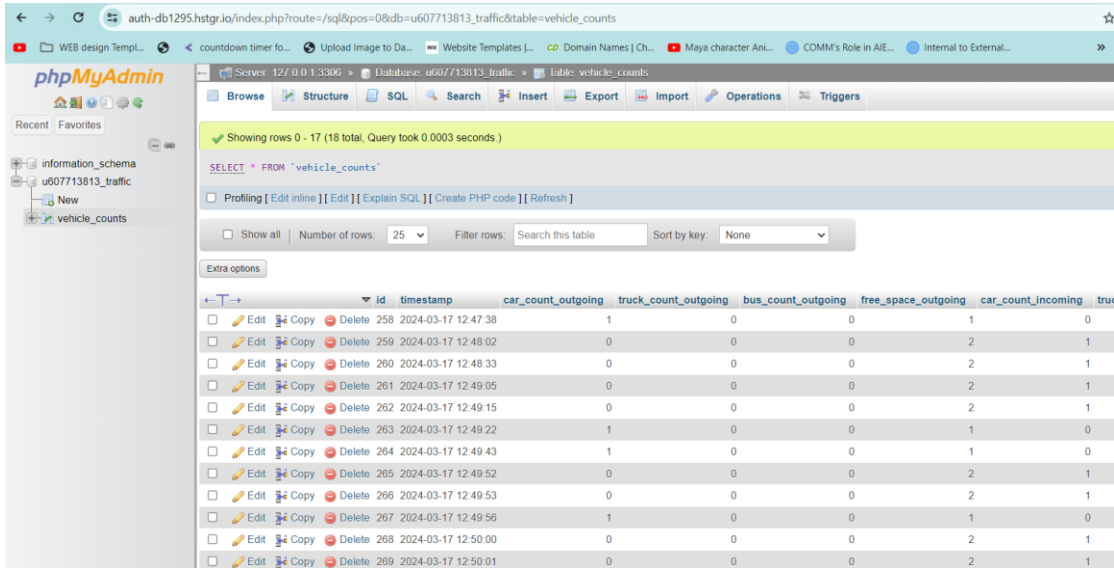 auth-db1295.hstgr.io/index.php?route=/sql&pos=0&db=u607713813_traffic&table=vehicle_counts
WEB design Templ... countdown timer fo... Upload Image to Da... Website Templates |... CD Domain Names | Ch... Maya character Ani... COMM's Role in AIE... Internal to External... »
phpMyAdmin
Recent Favorites
information_schema
u607713813_traffic
New
vehicle_counts
Server: 127.0.0.1:3306 » Database: u607713813_traffic » Table: vehicle_counts
Browse Structure SQL Search Insert Export Import Operations Triggers
Showing rows 0 - 17 (18 total, Query took 0.0003 seconds.)
SELECT * FROM `vehicle_counts`
Profiling [ Edit inline ] [ Edit ] [ Explain SQL ] [ Create PHP code ] [ Refresh ]
Show all | Number of rows: 25 Filter rows: Search this table Sort by key: None
Extra options
←T→ id timestamp car_count_outgoing truck_count_outgoing bus_count_outgoing free_space_outgoing car_count_incoming
Edit Copy Delete 258 2024-03-17 12:47:38 1 0 0 1 0
Edit Copy Delete 259 2024-03-17 12:48:02 0 0 0 2 1
Edit Copy Delete 260 2024-03-17 12:48:33 0 0 0 2 1
Edit Copy Delete 261 2024-03-17 12:49:05 0 0 0 2 1
Edit Copy Delete 262 2024-03-17 12:49:15 0 0 0 2 1
Edit Copy Delete 263 2024-03-17 12:49:22 1 0 0 1 0
Edit Copy Delete 264 2024-03-17 12:49:43 1 0 0 1 0
Edit Copy Delete 265 2024-03-17 12:49:52 0 0 0 2 1
Edit Copy Delete 266 2024-03-17 12:49:53 0 0 0 2 1
Edit Copy Delete 267 2024-03-17 12:49:56 1 0 0 1 0
Edit Copy Delete 268 2024-03-17 12:50:00 0 0 0 2 1
Edit Copy Delete 269 2024-03-17 12:50:01 0 0 0 2 1